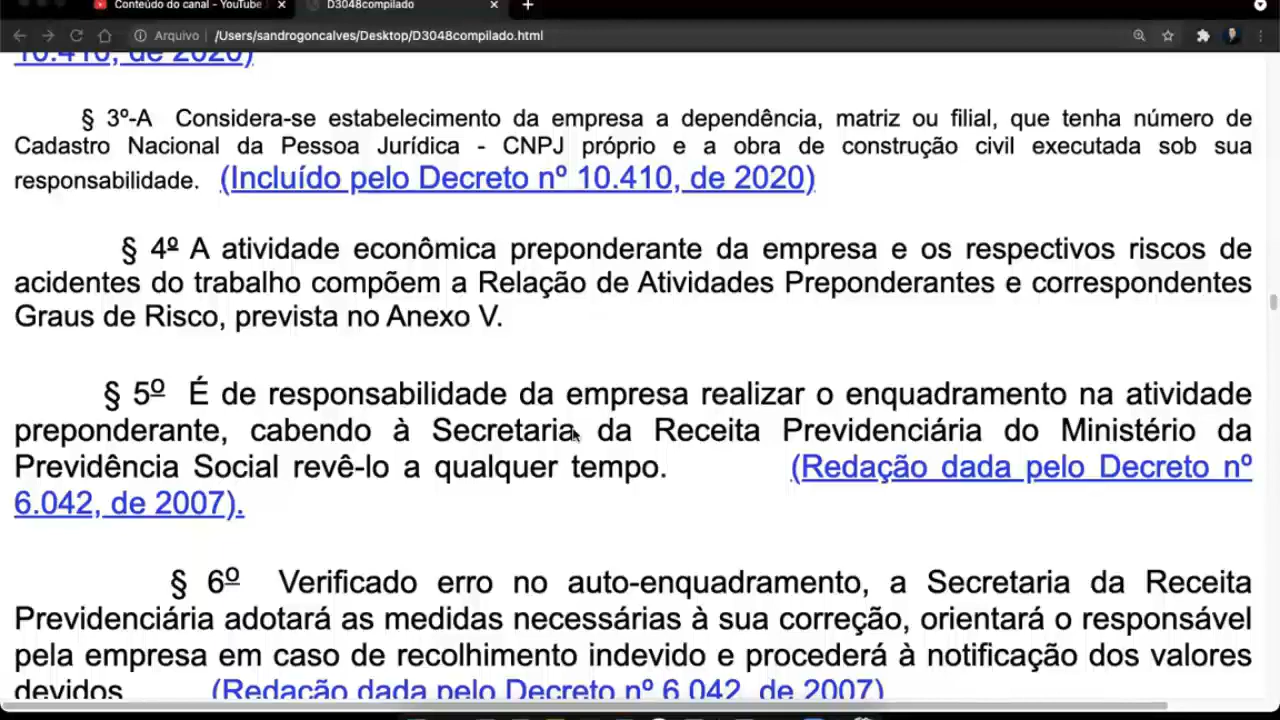 Conteúdo do canal - YouTube
D3048compilado
Arquivo | /Users/sandrogoncalves/Desktop/D3048compilado.html
10.410, de 2020)
§ 3º-A Considera-se estabelecimento da empresa a dependência, matriz ou filial, que tenha número de
Cadastro Nacional da Pessoa Jurídica - CNPJ próprio e a obra de construção civil executada sob sua
responsabilidade. (Incluído pelo Decreto nº 10.410, de 2020)
§ 4º A atividade econômica preponderante da empresa e os respectivos riscos de
acidentes do trabalho compõem a Relação de Atividades Preponderantes e correspondentes
Graus de Risco, prevista no Anexo V.
§ 5º É de responsabilidade da empresa realizar o enquadramento na atividade
preponderante, cabendo à Secretaria da Receita Previdenciária do Ministério da
Previdência Social revê-lo a qualquer tempo. (Redação dada pelo Decreto nº
6.042, de 2007).
§ 6º Verificado erro no auto-enquadramento, a Secretaria da Receita
Previdenciária adotará as medidas necessárias à sua correção, orientará o responsável
pela empresa em caso de recolhimento indevido e procederá à notificação dos valores
devidos (Redação dada pelo Decreto nº 6.042, de 2007)